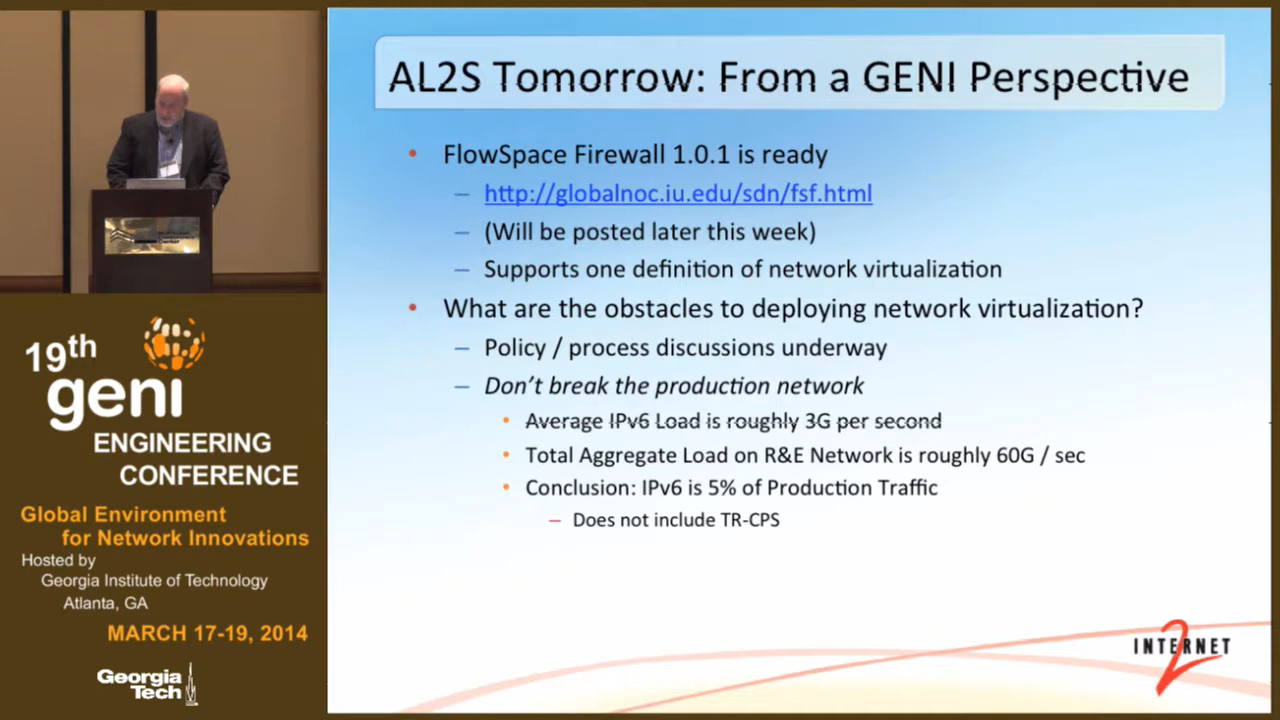 AL2S Tomorrow: From a GENI Perspective
• FlowSpace Firewall 1.0.1 is ready
– http://globalnoc.iu.edu/sdn/fsf.html
– (Will be posted later this week)
– Supports one definition of network virtualization
• What are the obstacles to deploying network virtualization?
– Policy / process discussions underway
– Don't break the production network
• Average IPv6 Load is roughly 3G per second
• Total Aggregate Load on R&E Network is roughly 60G / sec
• Conclusion: IPv6 is 5% of Production Traffic
– Does not include TR-CPS
INTERNET 2
19th
geni
ENGINEERING
CONFERENCE
Global Environment
for Network Innovations
Hosted by
Georgia Institute of Technology
Atlanta, GA
MARCH 17-19, 2014
Georgia
Tech